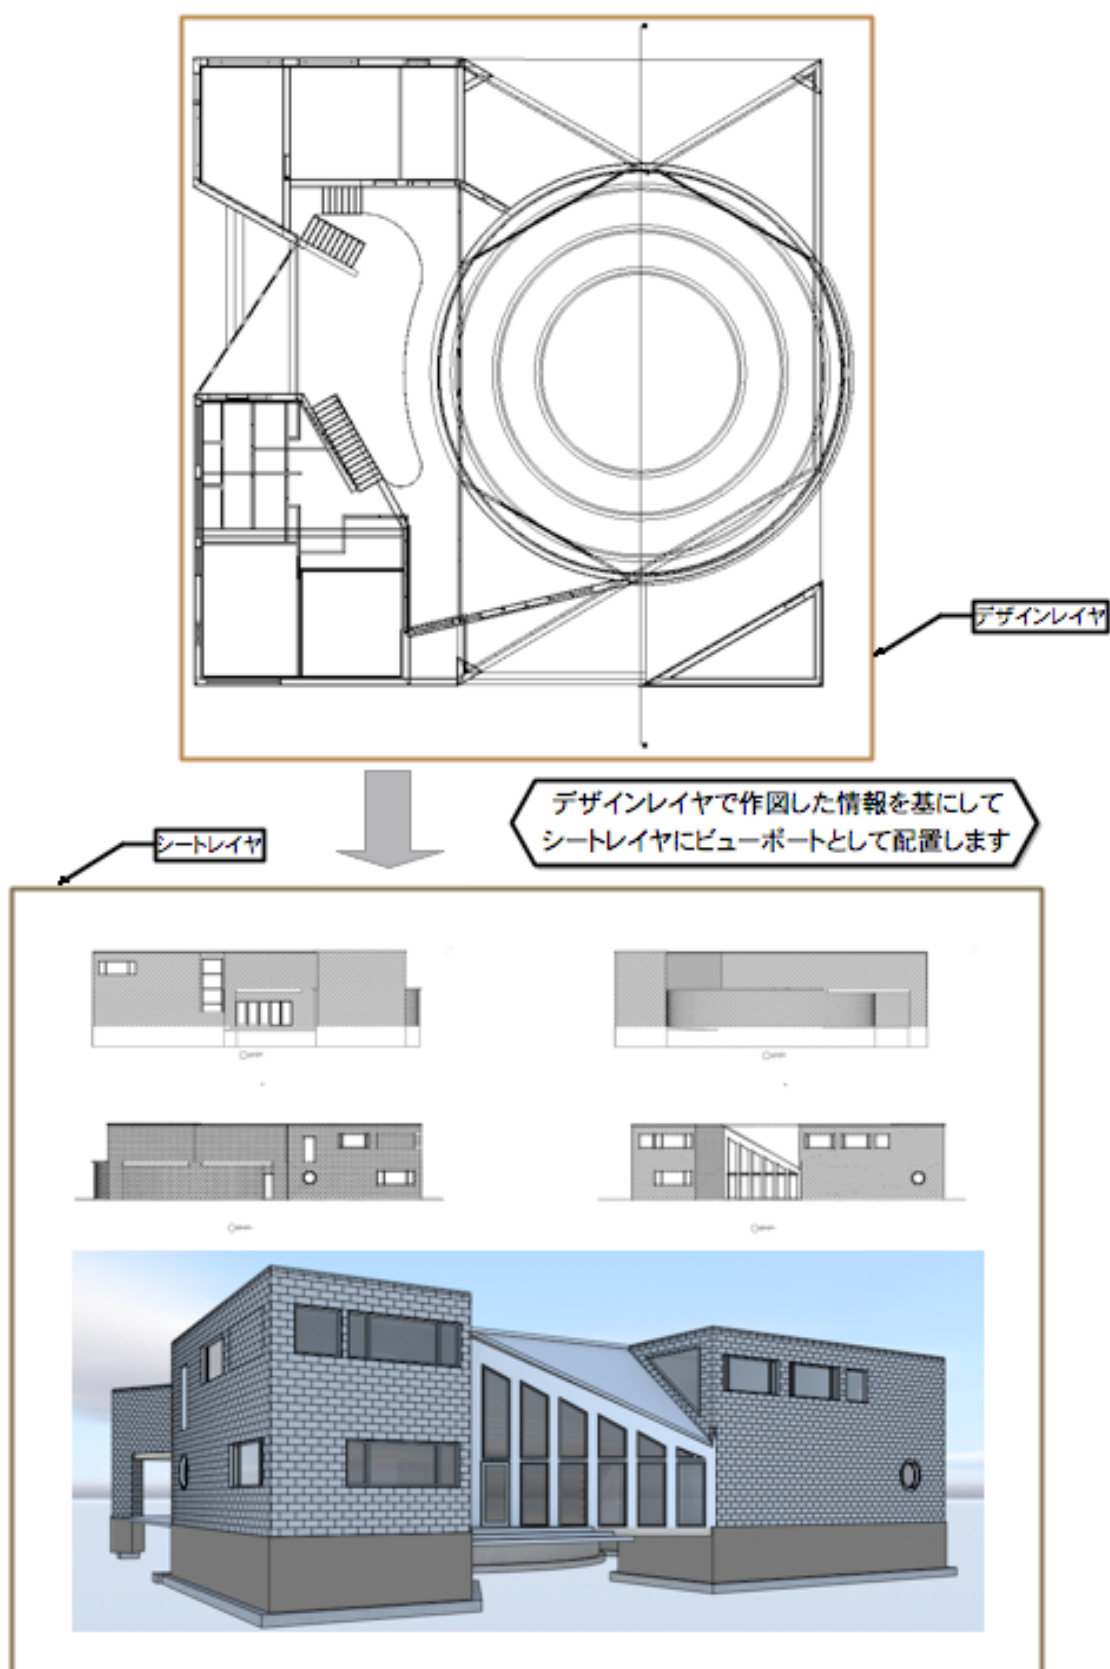 デザインレイヤ
デザインレイヤで作図した情報を基にして
シートレイヤにビューポートとして配置します
シートレイヤ